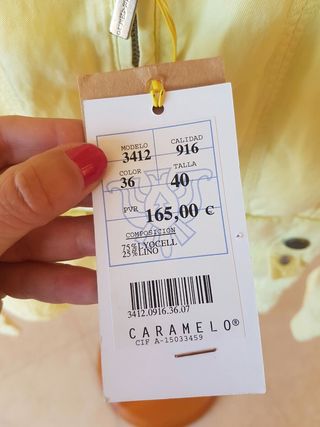 MODELO CALIDAD
3412 916
COLOR TALLA
36 40
PVR 165,00 €
COMPOSICION
75%LYOCELL
25%LINO
3412.0916.36.07
CARAMELO®
CIF A-15033459